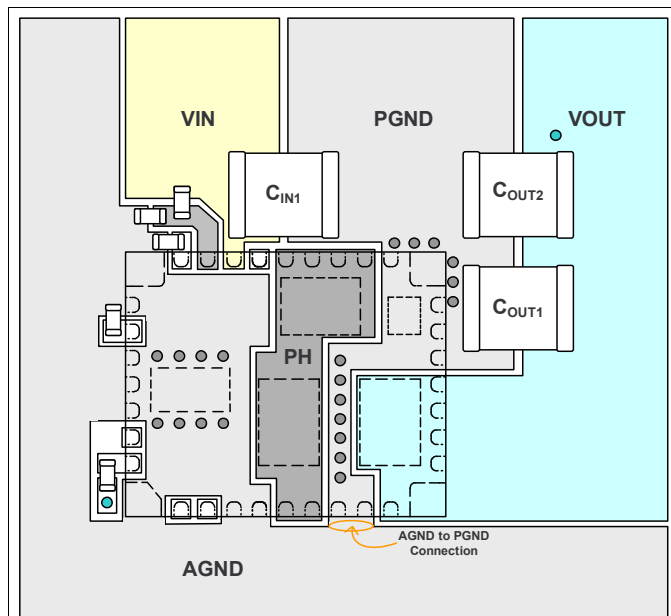 VIN
PGND
VOUT
CIN1
COUT2
COUT1
PH
AGND to PGND
Connection
AGND